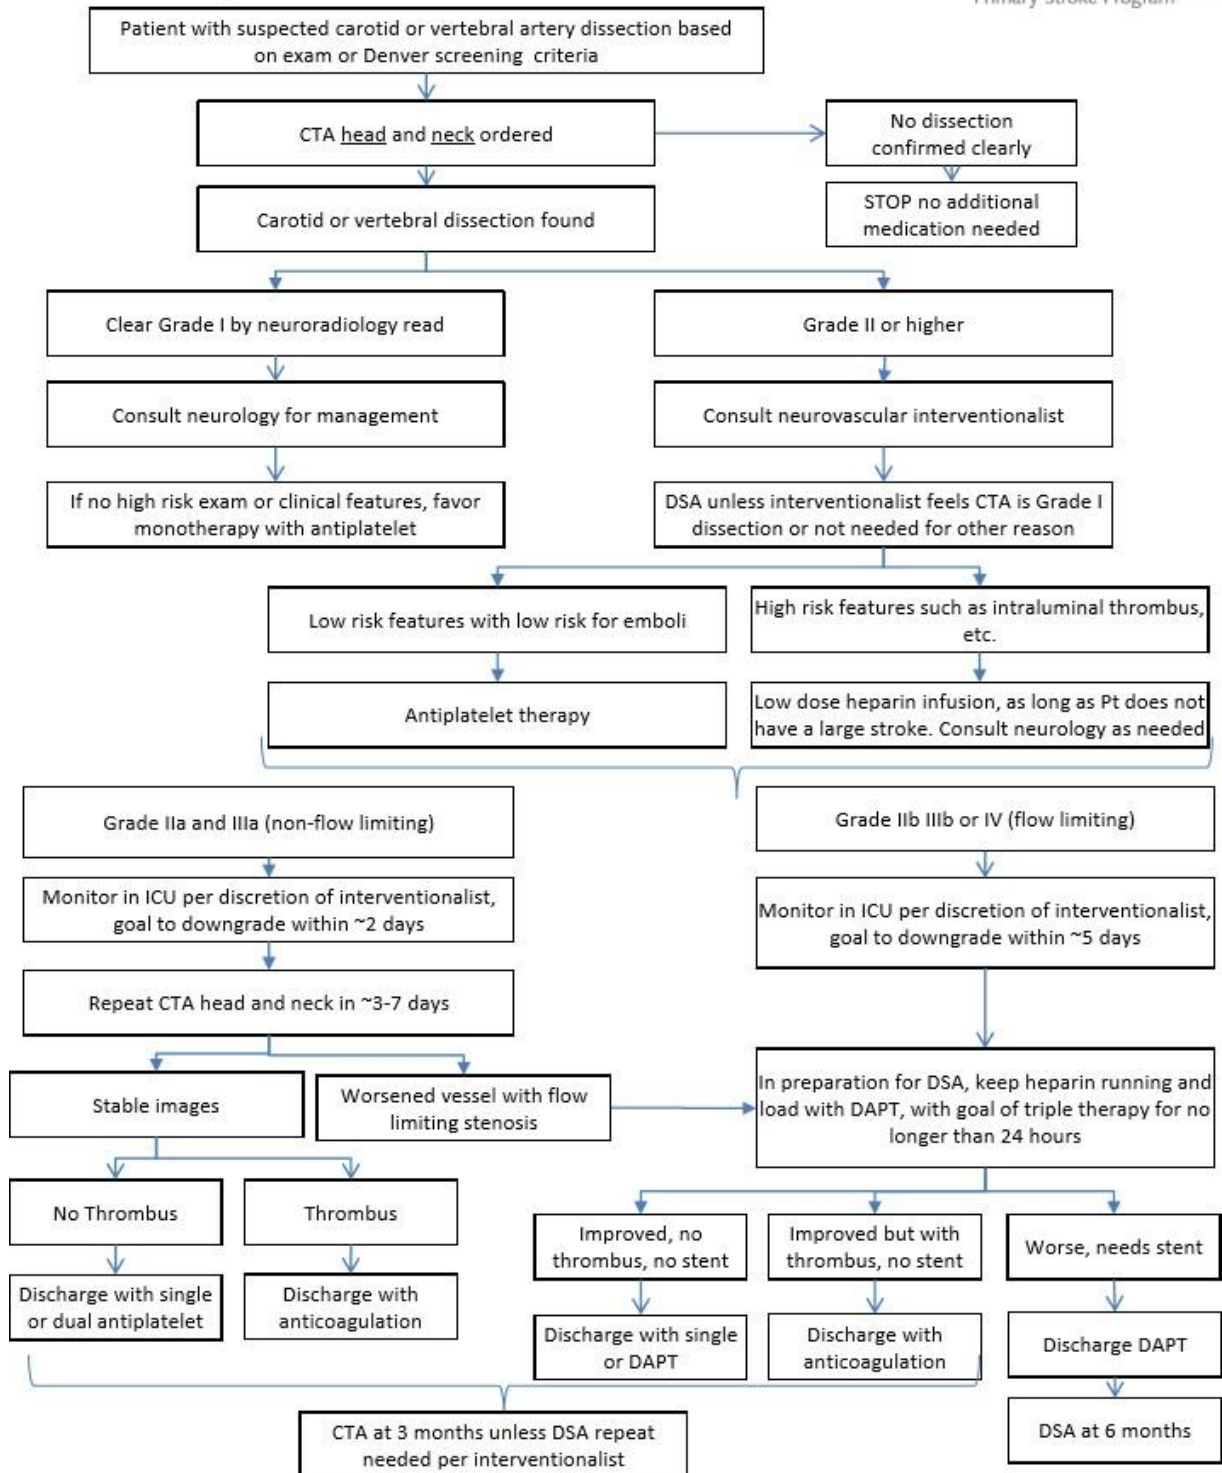 Primary Stroke Program
Patient with suspected carotid or vertebral artery dissection based
on exam or Denver screening criteria
CTA head and neck ordered
No dissection
confirmed clearly
STOP no additional
medication needed
Carotid or vertebral dissection found
Clear Grade I by neuroradiology read
Grade II or higher
Consult neurology for management
Consult neurovascular interventionalist
If no high risk exam or clinical features, favor
monotherapy with antiplatelet
DSA unless interventionalist feels CTA is Grade I
dissection or not needed for other reason
Low risk features with low risk for emboli
High risk features such as intraluminal thrombus,
etc.
Antiplatelet therapy
Low dose heparin infusion, as long as Pt does not
have a large stroke. Consult neurology as needed
Grade IIa and IIIa (non-flow limiting)
Grade IIb IIIb or IV (flow limiting)
Monitor in ICU per discretion of interventionalist,
goal to downgrade within ~2 days
Monitor in ICU per discretion of interventionalist,
goal to downgrade within ~5 days
Repeat CTA head and neck in ~3-7 days
Stable images
Worsened vessel with flow
limiting stenosis
In preparation for DSA, keep heparin running and
load with DAPT, with goal of triple therapy for no
longer than 24 hours
No Thrombus
Thrombus
Improved, no
thrombus, no stent
Improved but with
thrombus, no stent
Worse, needs stent
Discharge with single
or dual antiplatelet
Discharge with
anticoagulation
Discharge with single
or DAPT
Discharge with
anticoagulation
Discharge DAPT
CTA at 3 months unless DSA repeat
needed per interventionalist
DSA at 6 months